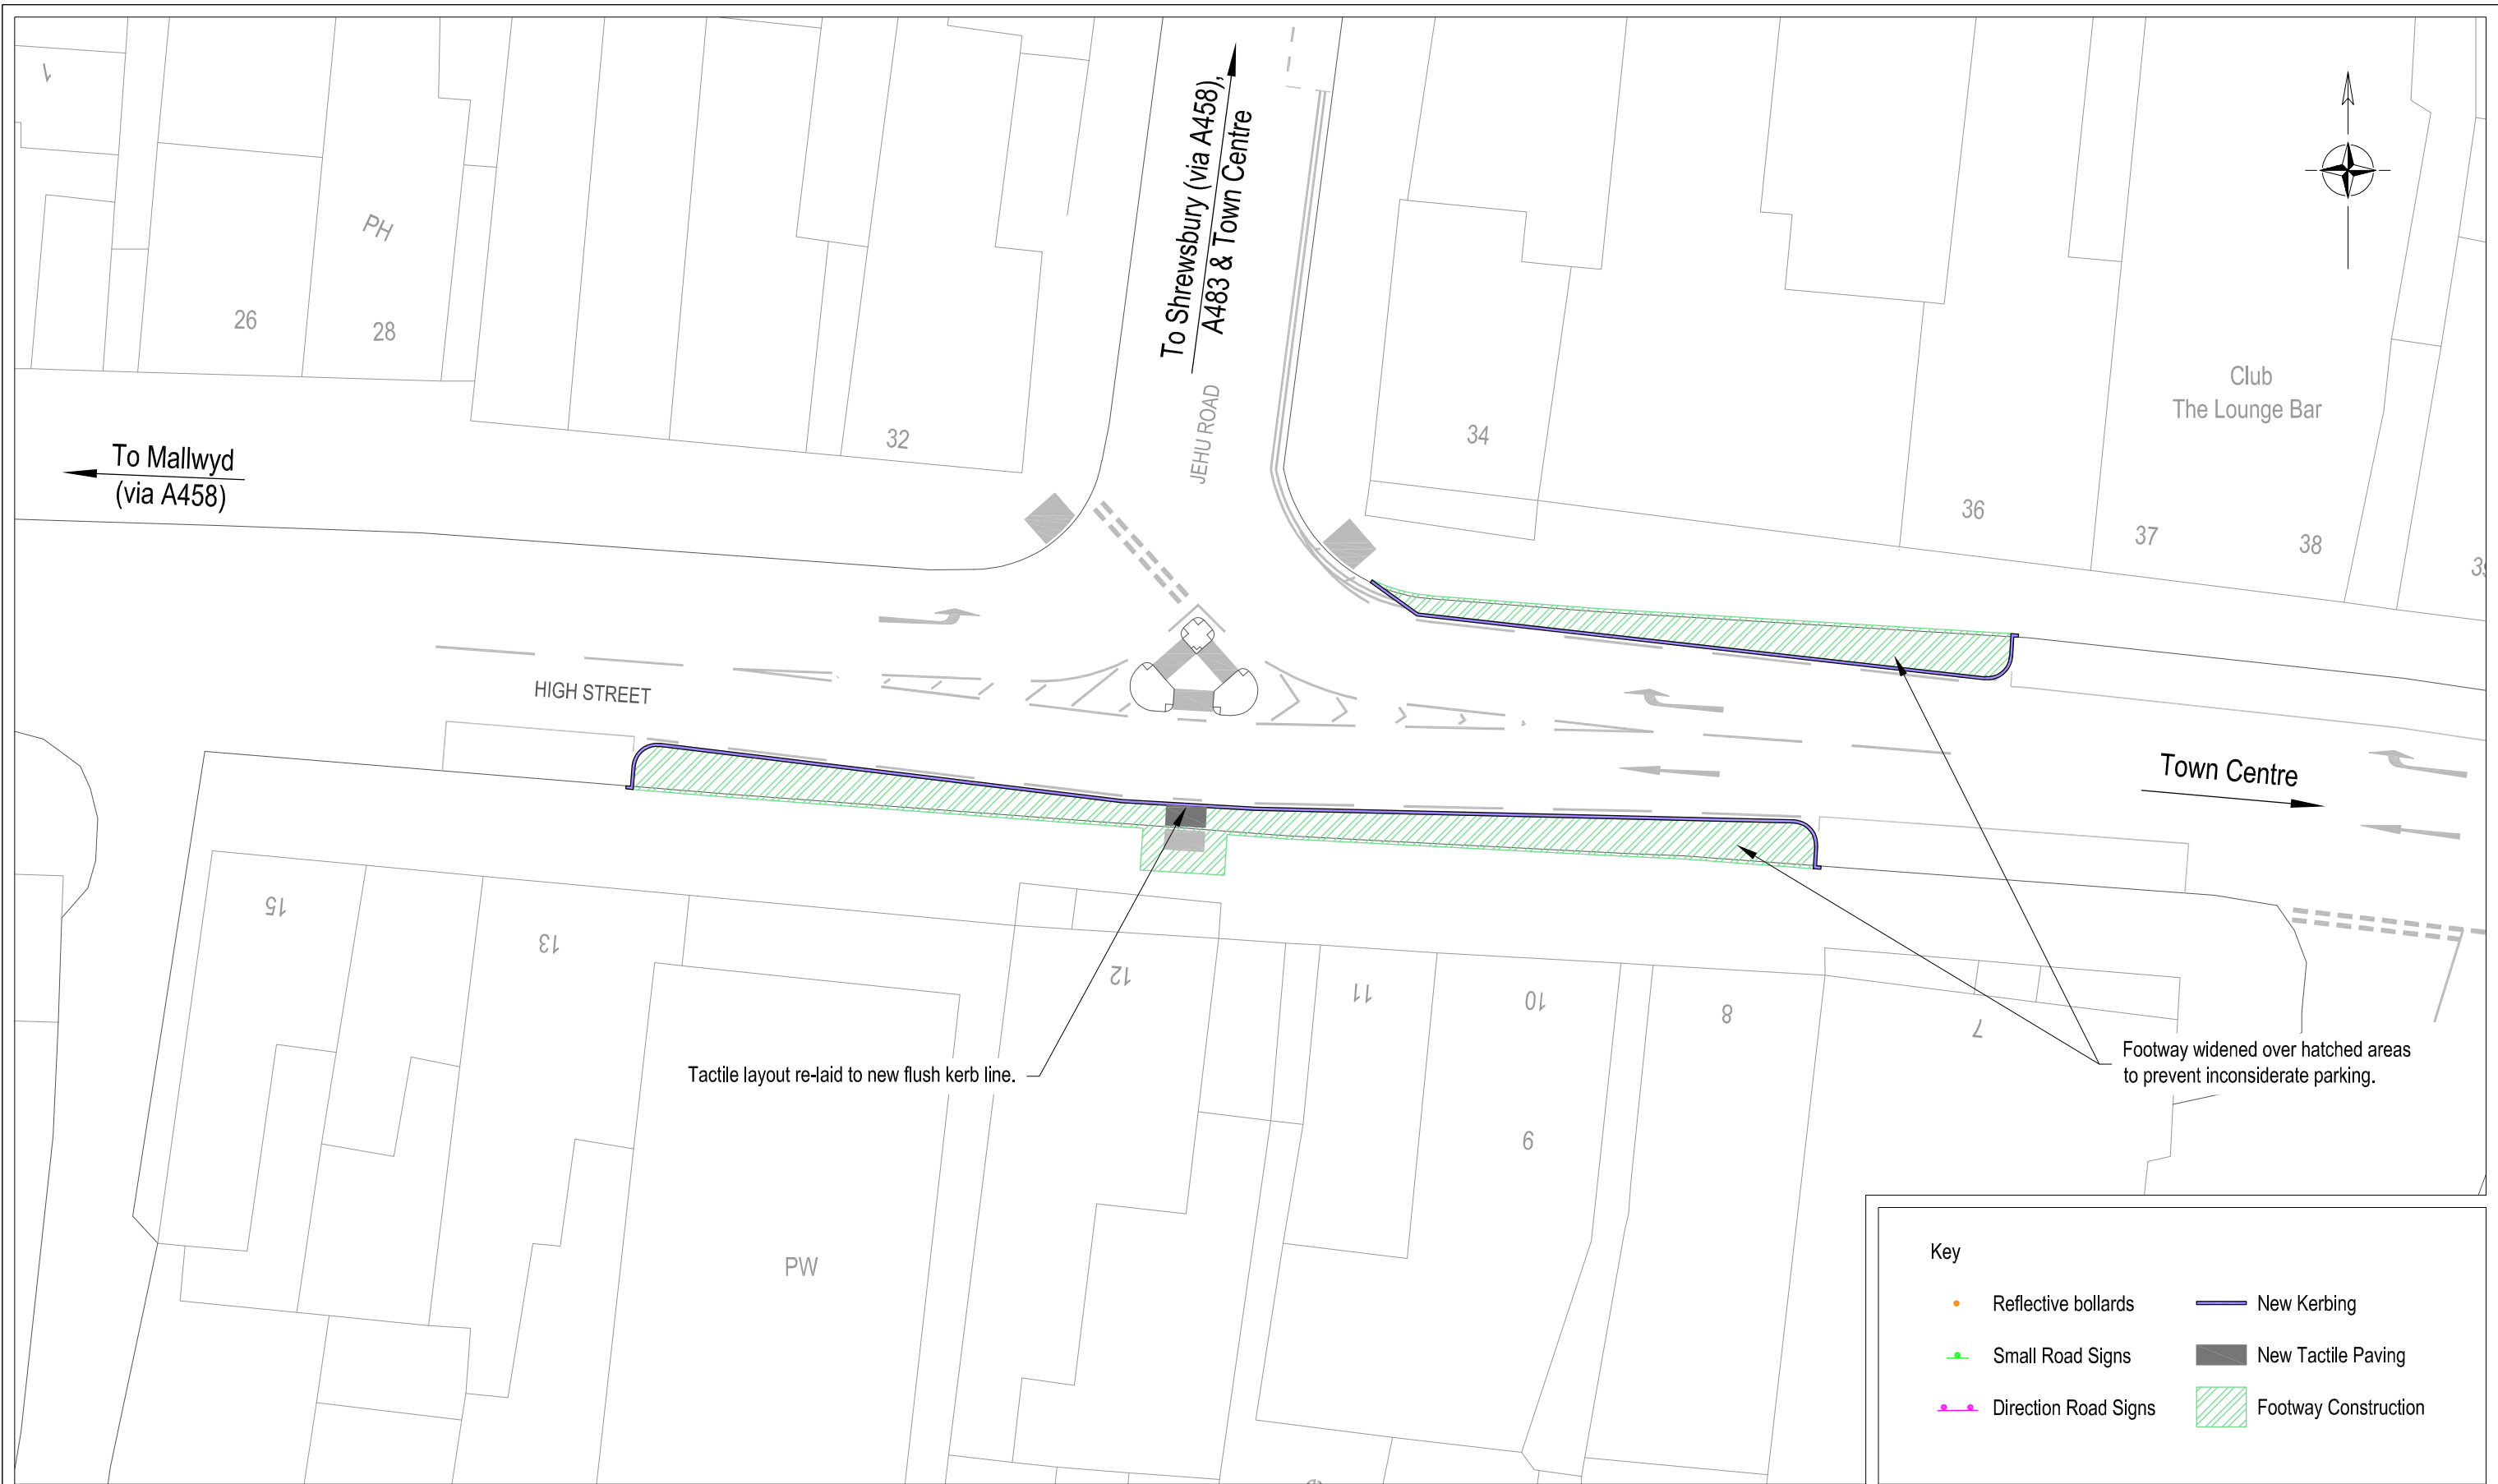 1
PH
26
28
32
To Shrewsbury (via A458),
A483 & Town Centre
JEHU ROAD
34
36
37
38
Club
The Lounge Bar
To Mallwyd
(via A458)
HIGH STREET
Town Centre
15
13
12
11
10
9
8
7
PW
Tactile layout re-laid to new flush kerb line.
Footway widened over hatched areas
to prevent inconsiderate parking.
Key
Reflective bollards
New Kerbing
Small Road Signs
New Tactile Paving
Direction Road Signs
Footway Construction